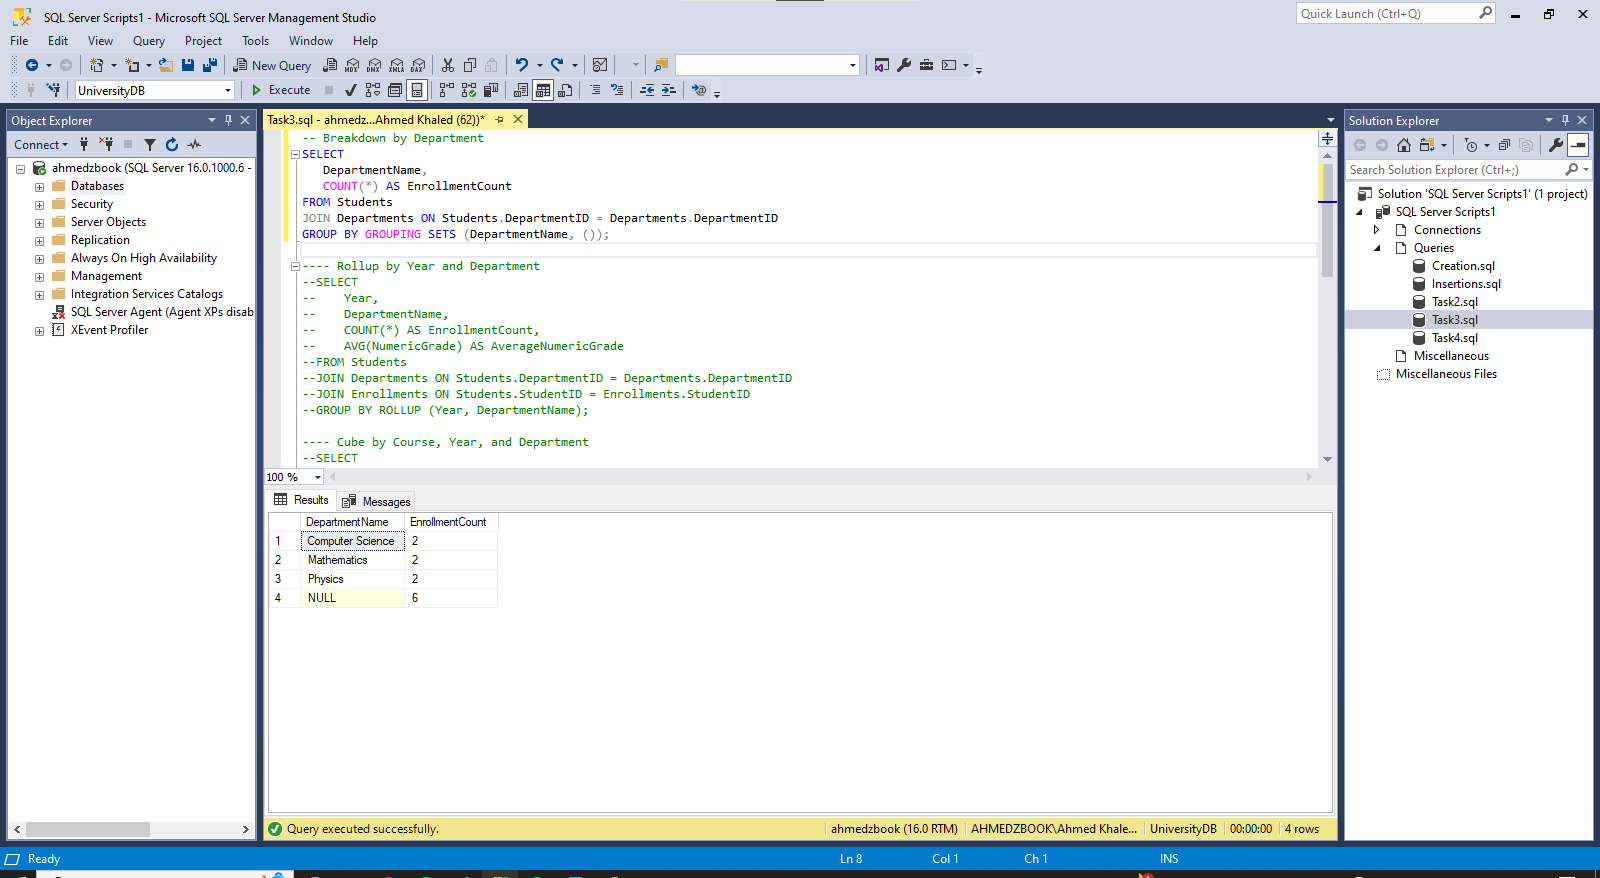 SQL Server Scripts1 - Microsoft SQL Server Management Studio
Quick Launch (Ctrl+Q)
File Edit View Query Project Tools Window Help
New Query
MDX DMX XMLA DAX
UniversityDB
Execute
Object Explorer
Connect
ahmedzbook (SQL Server 16.0.1000.6 -
Databases
Security
Server Objects
Replication
Always On High Availability
Management
Integration Services Catalogs
SQL Server Agent (Agent XPs disab
XEvent Profiler
Task3.sql - ahmedz...Ahmed Khaled (62))*
-- Breakdown by Department
SELECT
DepartmentName,
COUNT(*) AS EnrollmentCount
FROM Students
JOIN Departments ON Students.DepartmentID = Departments.DepartmentID
GROUP BY GROUPING SETS (DepartmentName, ());
---- Rollup by Year and Department
--SELECT
-- Year,
-- DepartmentName,
-- COUNT(*) AS EnrollmentCount,
-- AVG(NumericGrade) AS AverageNumericGrade
--FROM Students
--JOIN Departments ON Students.DepartmentID = Departments.DepartmentID
--JOIN Enrollments ON Students.StudentID = Enrollments.StudentID
--GROUP BY ROLLUP (Year, DepartmentName);
---- Cube by Course, Year, and Department
--SELECT
100 %
Results Messages
DepartmentName EnrollmentCount
1 Computer Science 2
2 Mathematics 2
3 Physics 2
4 NULL 6
Query executed successfully. ahmedzbook (16.0 RTM) AHMEDZBOOK\Ahmed Khale... UniversityDB 00:00:00 4 rows
Solution Explorer
Search Solution Explorer (Ctrl+;)
Solution 'SQL Server Scripts1' (1 project)
SQL Server Scripts1
Connections
Queries
Creation.sql
Insertions.sql
Task2.sql
Task3.sql
Task4.sql
Miscellaneous
Miscellaneous Files
Ready Ln 8 Col 1 Ch 1 INS